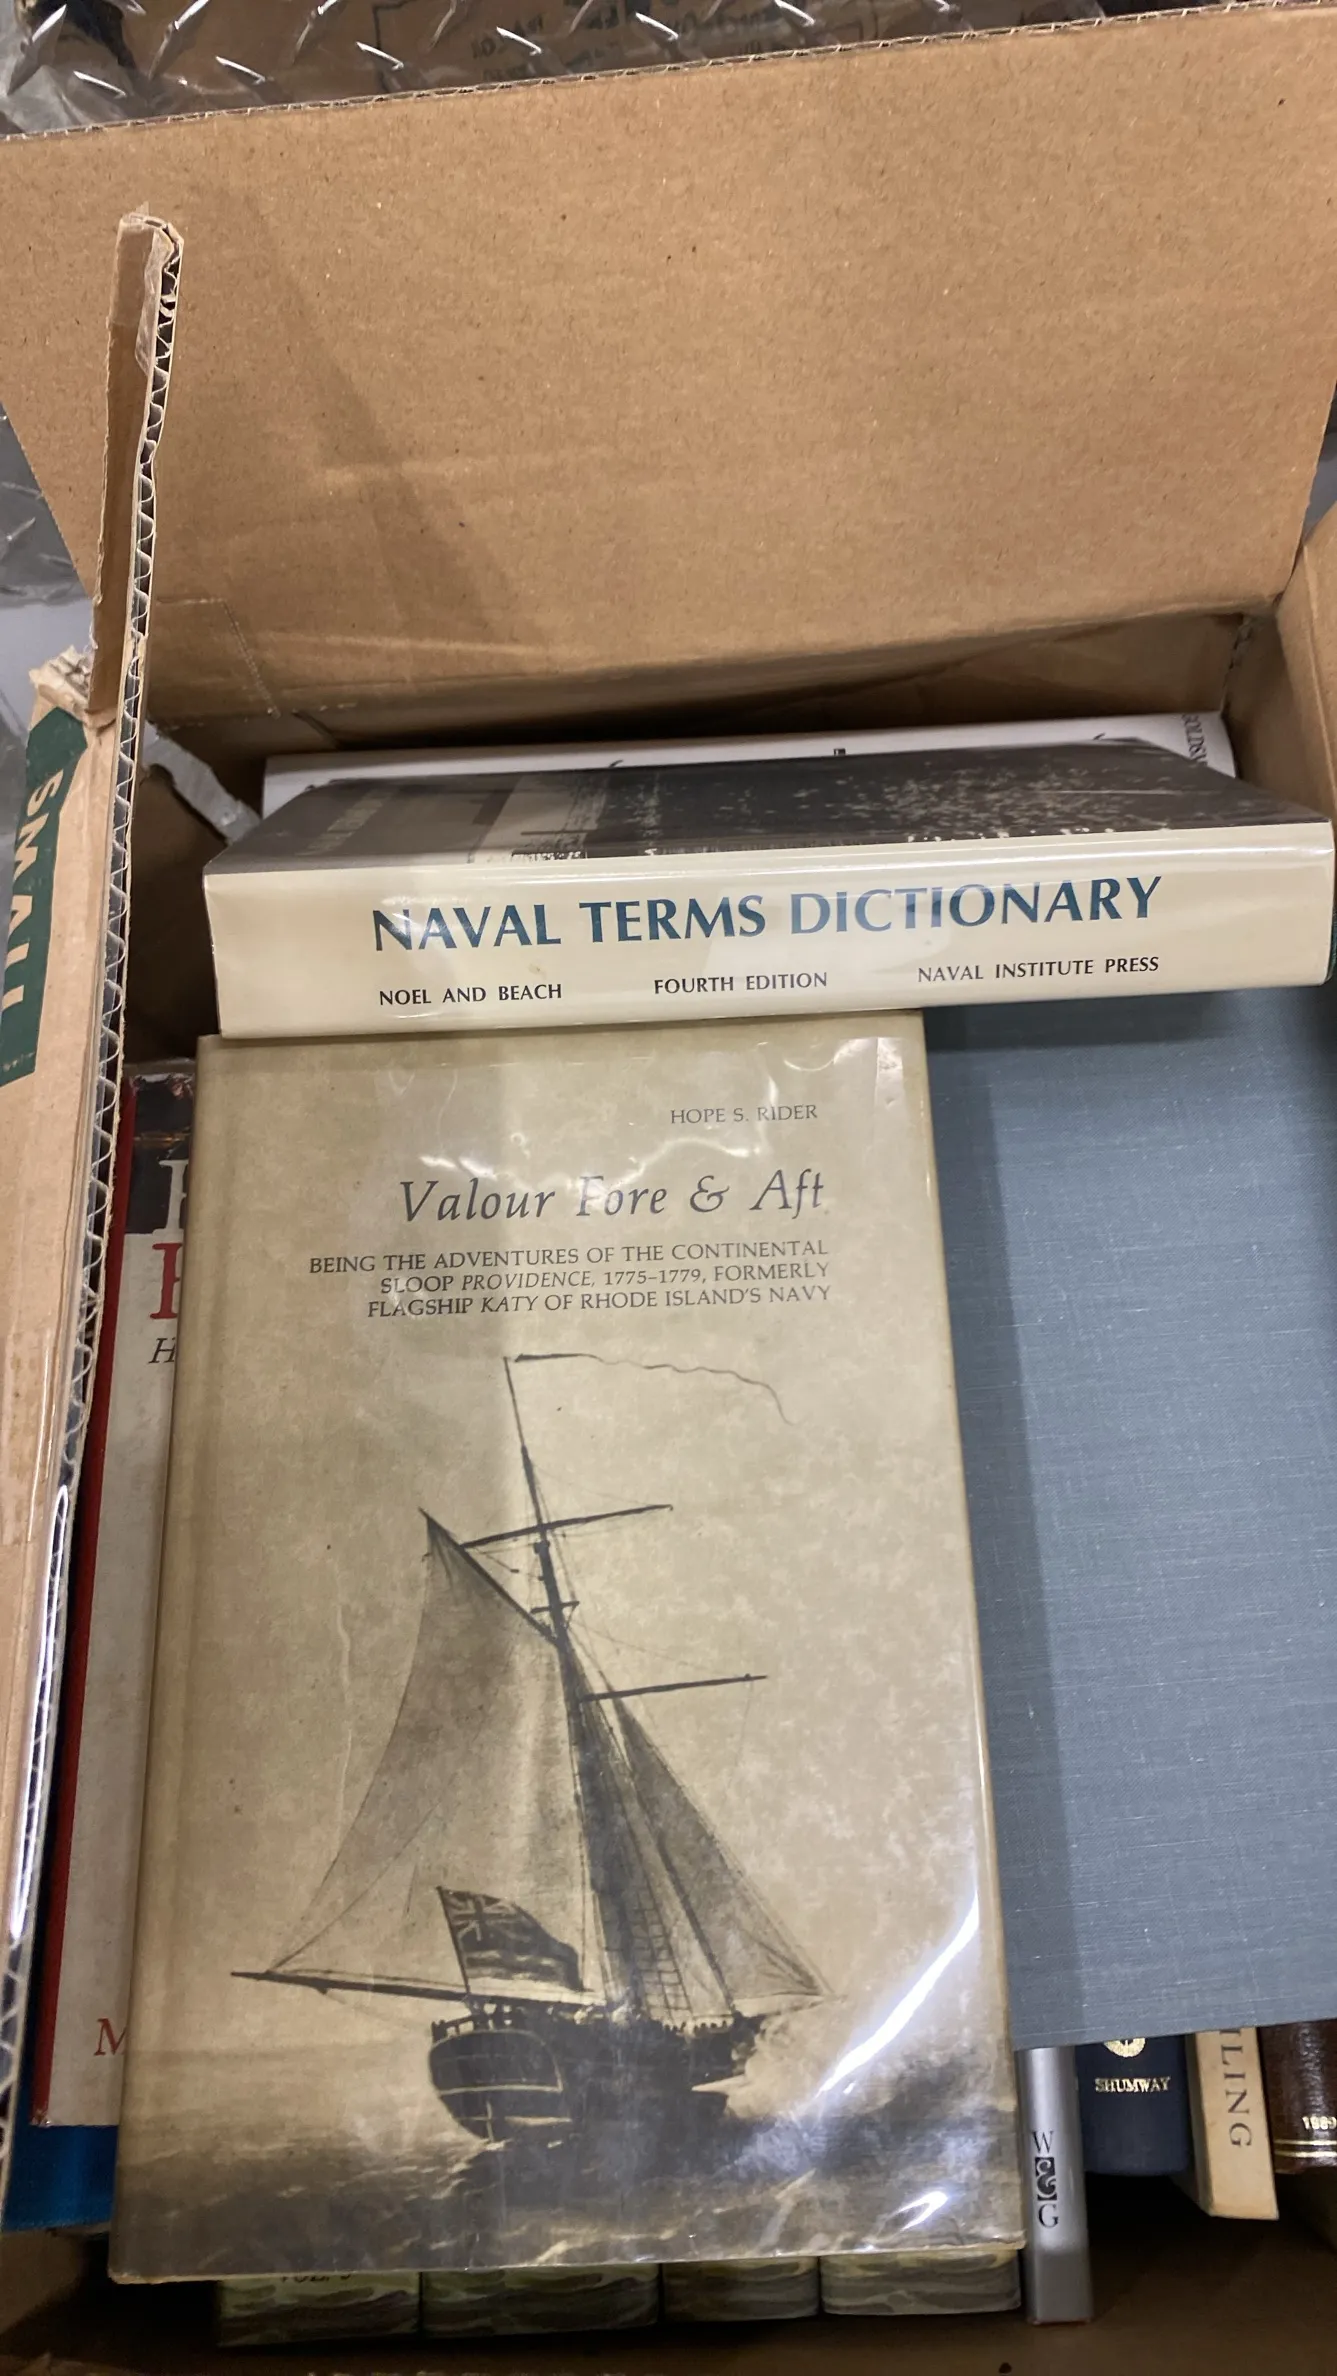 SMALL
NAVAL TERMS DICTIONARY
NOEL AND BEACH FOURTH EDITION NAVAL INSTITUTE PRESS
HOPE S. RIDER
Valour Fore & Aft
BEING THE ADVENTURES OF THE CONTINENTAL
SLOOP PROVIDENCE, 1775–1779, FORMERLY
FLAGSHIP KATY OF RHODE ISLAND'S NAVY
H
M
SHUMWAY
LING
W
G